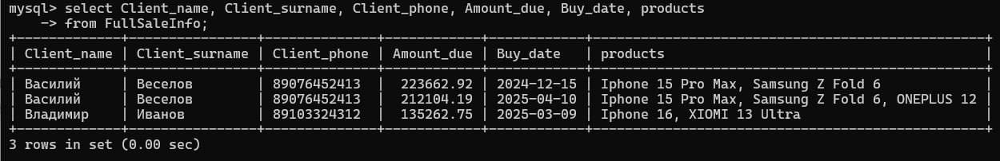 mysql> select Client_name, Client_surname, Client_phone, Amount_due, Buy_date, products
    -> from FullSaleInfo;
+-------------+----------------+--------------+------------+------------+--------------------------------------------------+
| Client_name | Client_surname | Client_phone | Amount_due | Buy_date   | products                                         |
+-------------+----------------+--------------+------------+------------+--------------------------------------------------+
| Василий     | Веселов        | 89076452413  |  223662.92 | 2024-12-15 | Iphone 15 Pro Max, Samsung Z Fold 6              |
| Василий     | Веселов        | 89076452413  |  212104.19 | 2025-04-10 | Iphone 15 Pro Max, Samsung Z Fold 6, ONEPLUS 12 |
| Владимир    | Иванов         | 89103324312  |  135262.75 | 2025-03-09 | Iphone 16, XIOMI 13 Ultra                        |
+-------------+----------------+--------------+------------+------------+--------------------------------------------------+
3 rows in set (0.00 sec)